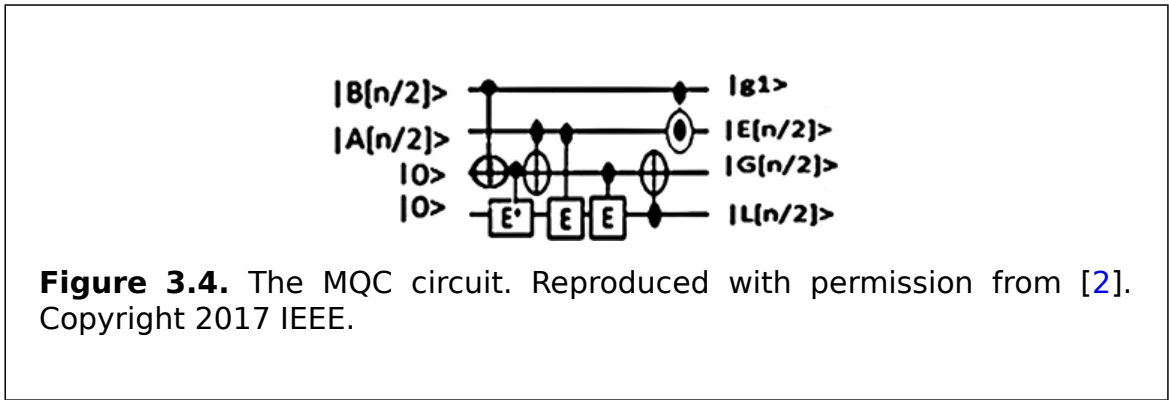 |B[n/2]> |g1>
|A[n/2]> |E[n/2]>
|0> |G[n/2]>
|0> |L[n/2]>
E' E E
Figure 3.4. The MQC circuit. Reproduced with permission from [2].
Copyright 2017 IEEE.